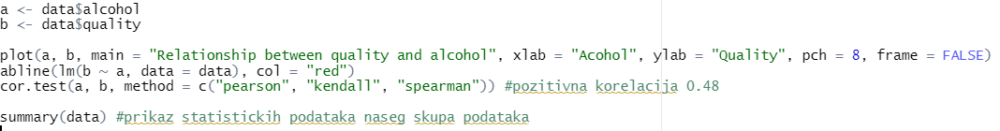 a <- data$alcohol
b <- data$quality
plot(a, b, main = "Relationship between quality and alcohol", xlab = "Acohol", ylab = "Quality", pch = 8, frame = FALSE)
abline(lm(b ~ a, data = data), col = "red")
cor.test(a, b, method = c("pearson", "kendall", "spearman")) #pozitivna korelacija 0.48
summary(data) #prikaz statistickih podataka naseg skupa podataka